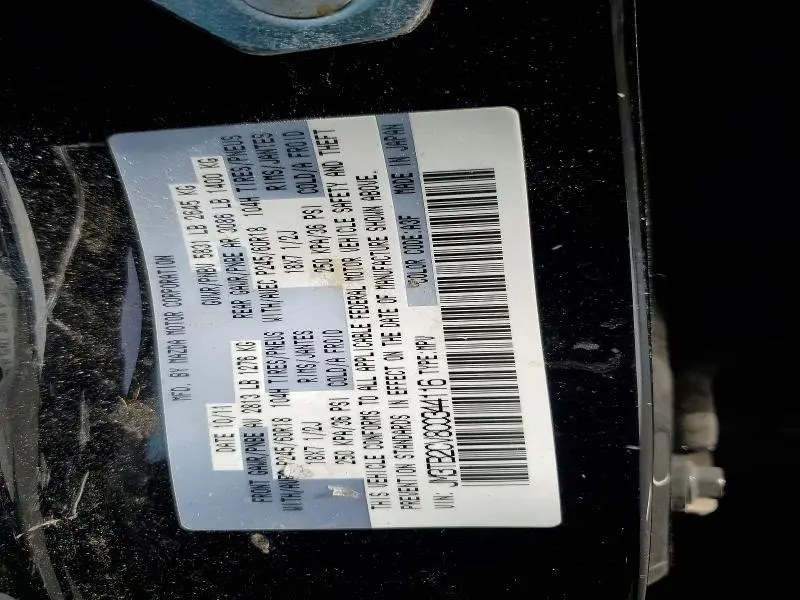 MFD. BY MAZDA MOTOR CORPORATION
DATE 10/11 GVWR/PNBV 5831 LB 2645 KG
FRONT GAWR/PNBE AV 2813 LB 1276 KG REAR GAWR/PNBE AR 3086 LB 1400 KG
WITH/AVEC P245/60R18 104H TIRES/PNEUS WITH/AVEC P245/60R18 104H TIRES/PNEUS
18X7 1/2J RIMS/JANTES 18X7 1/2J RIMS/JANTES
250 KPA/36 PSI COLD/A FROID 250 KPA/36 PSI COLD/A FROID
THIS VEHICLE CONFORMS TO ALL APPLICABLE FEDERAL MOTOR VEHICLE SAFETY AND THEFT
PREVENTION STANDARDS IN EFFECT ON THE DATE OF MANUFACTURE SHOWN ABOVE.
COLOR CODE:A3F MADE IN JAPAN
VIN: JM3TB2CV8C0344116 TYPE:MPV